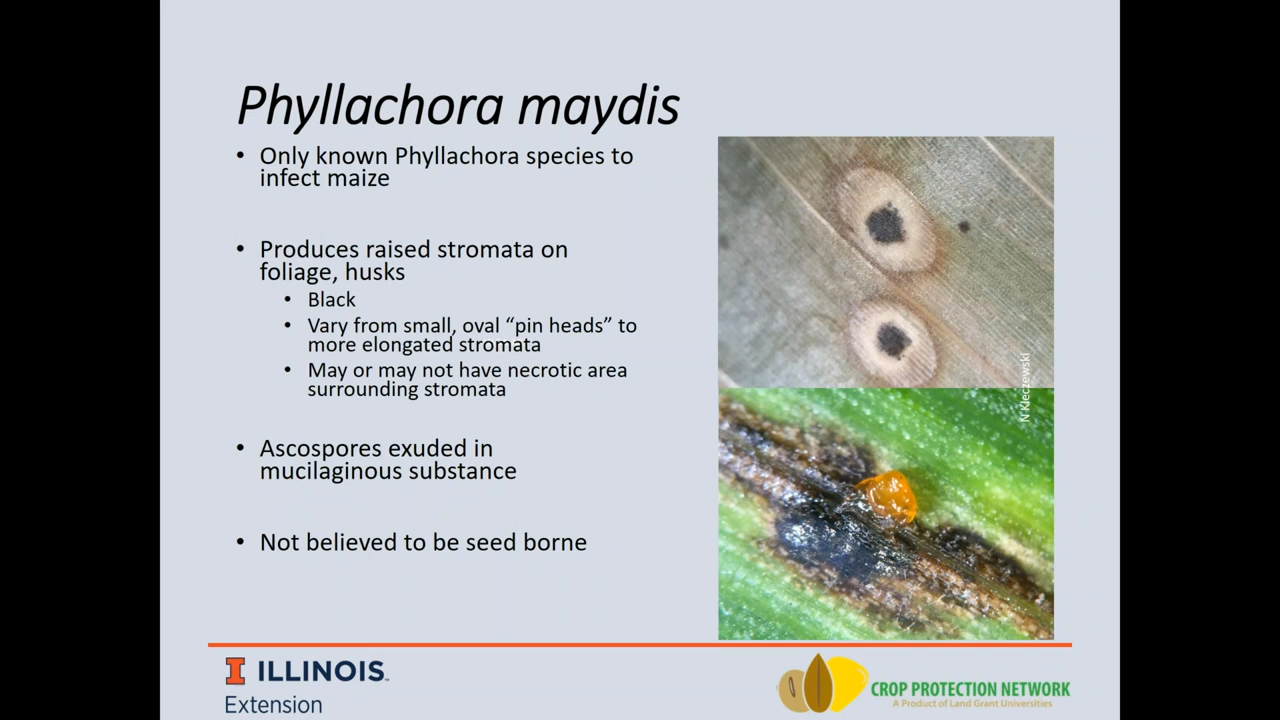 Phyllachora maydis
• Only known Phyllachora species to
infect maize
• Produces raised stromata on
foliage, husks
• Black
• Vary from small, oval “pin heads” to
more elongated stromata
• May or may not have necrotic area
surrounding stromata
• Ascospores exuded in
mucilaginous substance
• Not believed to be seed borne
N Kleczewski
I ILLINOIS
Extension
CROP PROTECTION NETWORK
A Product of Land Grant Universities